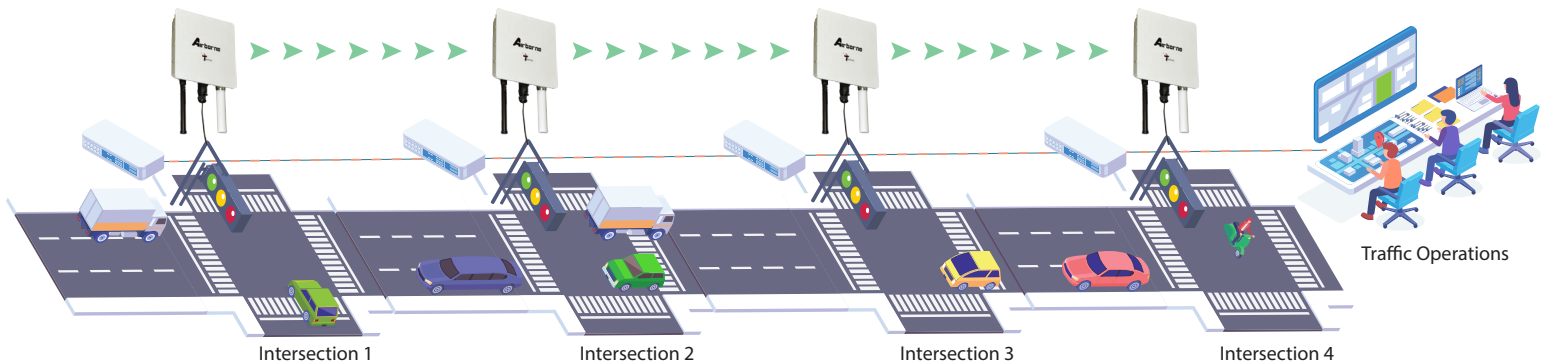 Airborne
Airborne
Airborne
Airborne
Traffic Operations
Intersection 1
Intersection 2
Intersection 3
Intersection 4